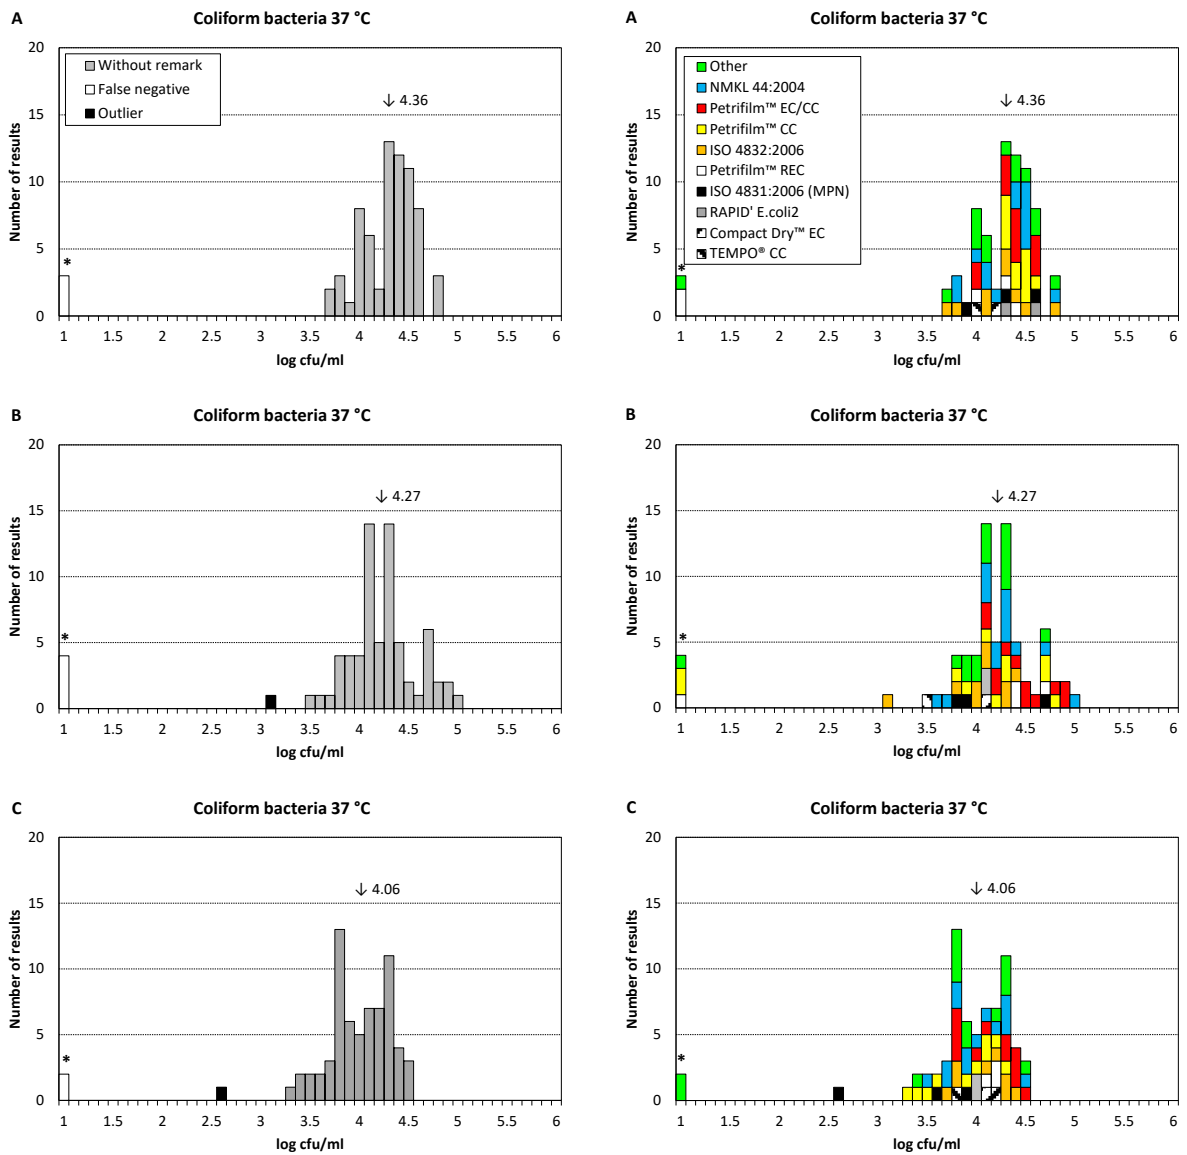 A
Coliform bacteria 37 °C
20
15
10
5
0
Number of results
Without remark
False negative
Outlier
↓ 4.36
*
1 1.5 2 2.5 3 3.5 4 4.5 5 5.5 6
log cfu/ml
A
Coliform bacteria 37 °C
20
15
10
5
0
Number of results
Other
NMKL 44:2004
Petrifilm™ EC/CC
Petrifilm™ CC
ISO 4832:2006
Petrifilm™ REC
ISO 4831:2006 (MPN)
RAPID' E.coli2
Compact Dry™ EC
TEMPO® CC
↓ 4.36
*
1 1.5 2 2.5 3 3.5 4 4.5 5 5.5 6
log cfu/ml
B
Coliform bacteria 37 °C
20
15
10
5
0
Number of results
↓ 4.27
*
1 1.5 2 2.5 3 3.5 4 4.5 5 5.5 6
log cfu/ml
B
Coliform bacteria 37 °C
20
15
10
5
0
Number of results
↓ 4.27
*
1 1.5 2 2.5 3 3.5 4 4.5 5 5.5 6
log cfu/ml
C
Coliform bacteria 37 °C
20
15
10
5
0
Number of results
↓ 4.06
*
1 1.5 2 2.5 3 3.5 4 4.5 5 5.5 6
log cfu/ml
C
Coliform bacteria 37 °C
20
15
10
5
0
Number of results
↓ 4.06
*
1 1.5 2 2.5 3 3.5 4 4.5 5 5.5 6
log cfu/ml